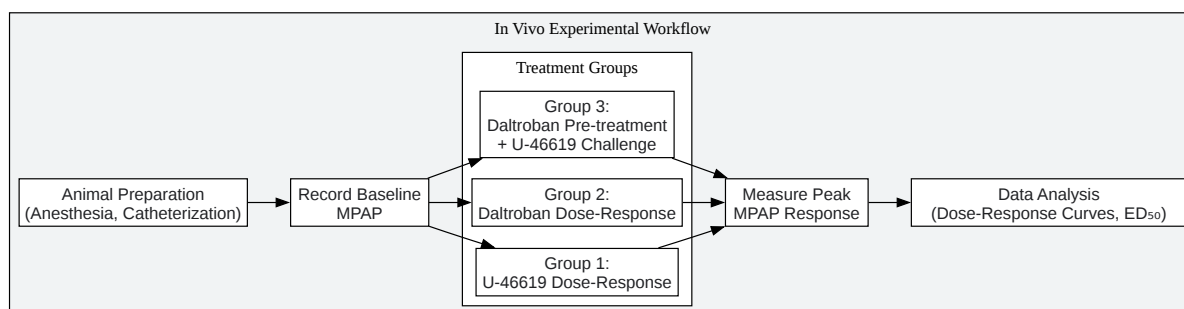 In Vivo Experimental Workflow
Treatment Groups
Group 3:
Daltroban Pre-treatment
+ U-46619 Challenge
Animal Preparation
(Anesthesia, Catheterization)
Record Baseline
MPAP
Group 2:
Daltroban Dose-Response
Measure Peak
MPAP Response
Data Analysis
(Dose-Response Curves, ED₅₀)
Group 1:
U-46619 Dose-Response